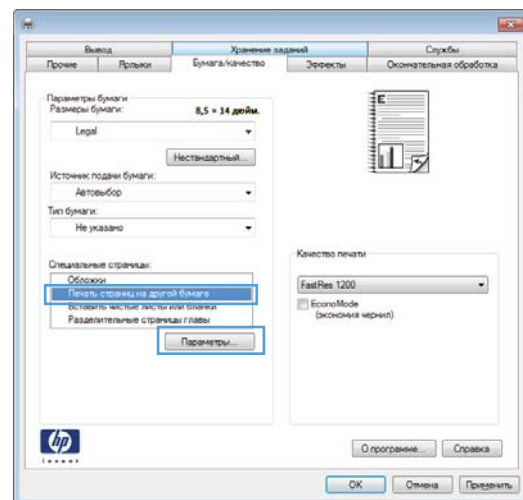 Вывод Хранение заданий Службы
Прочие Ярлыки Бумага/качество Эффекты Окончательная обработка
Параметры бумаги
Размеры бумаги: 8,5 × 14 дюйм.
Legal
Нестандартный...
Источник подачи бумаги:
Автовыбор
Тип бумаги:
Не указано
Специальные страницы:
Обложки
Печать страниц на другой бумаге
Вставить чистые листы или бланки
Разделительные страницы главы
Параметры...
E
Качество печати
FastRes 1200
EconoMode
(экономия чернил)
hp
invent
О программе... Справка
OK Отмена Применить